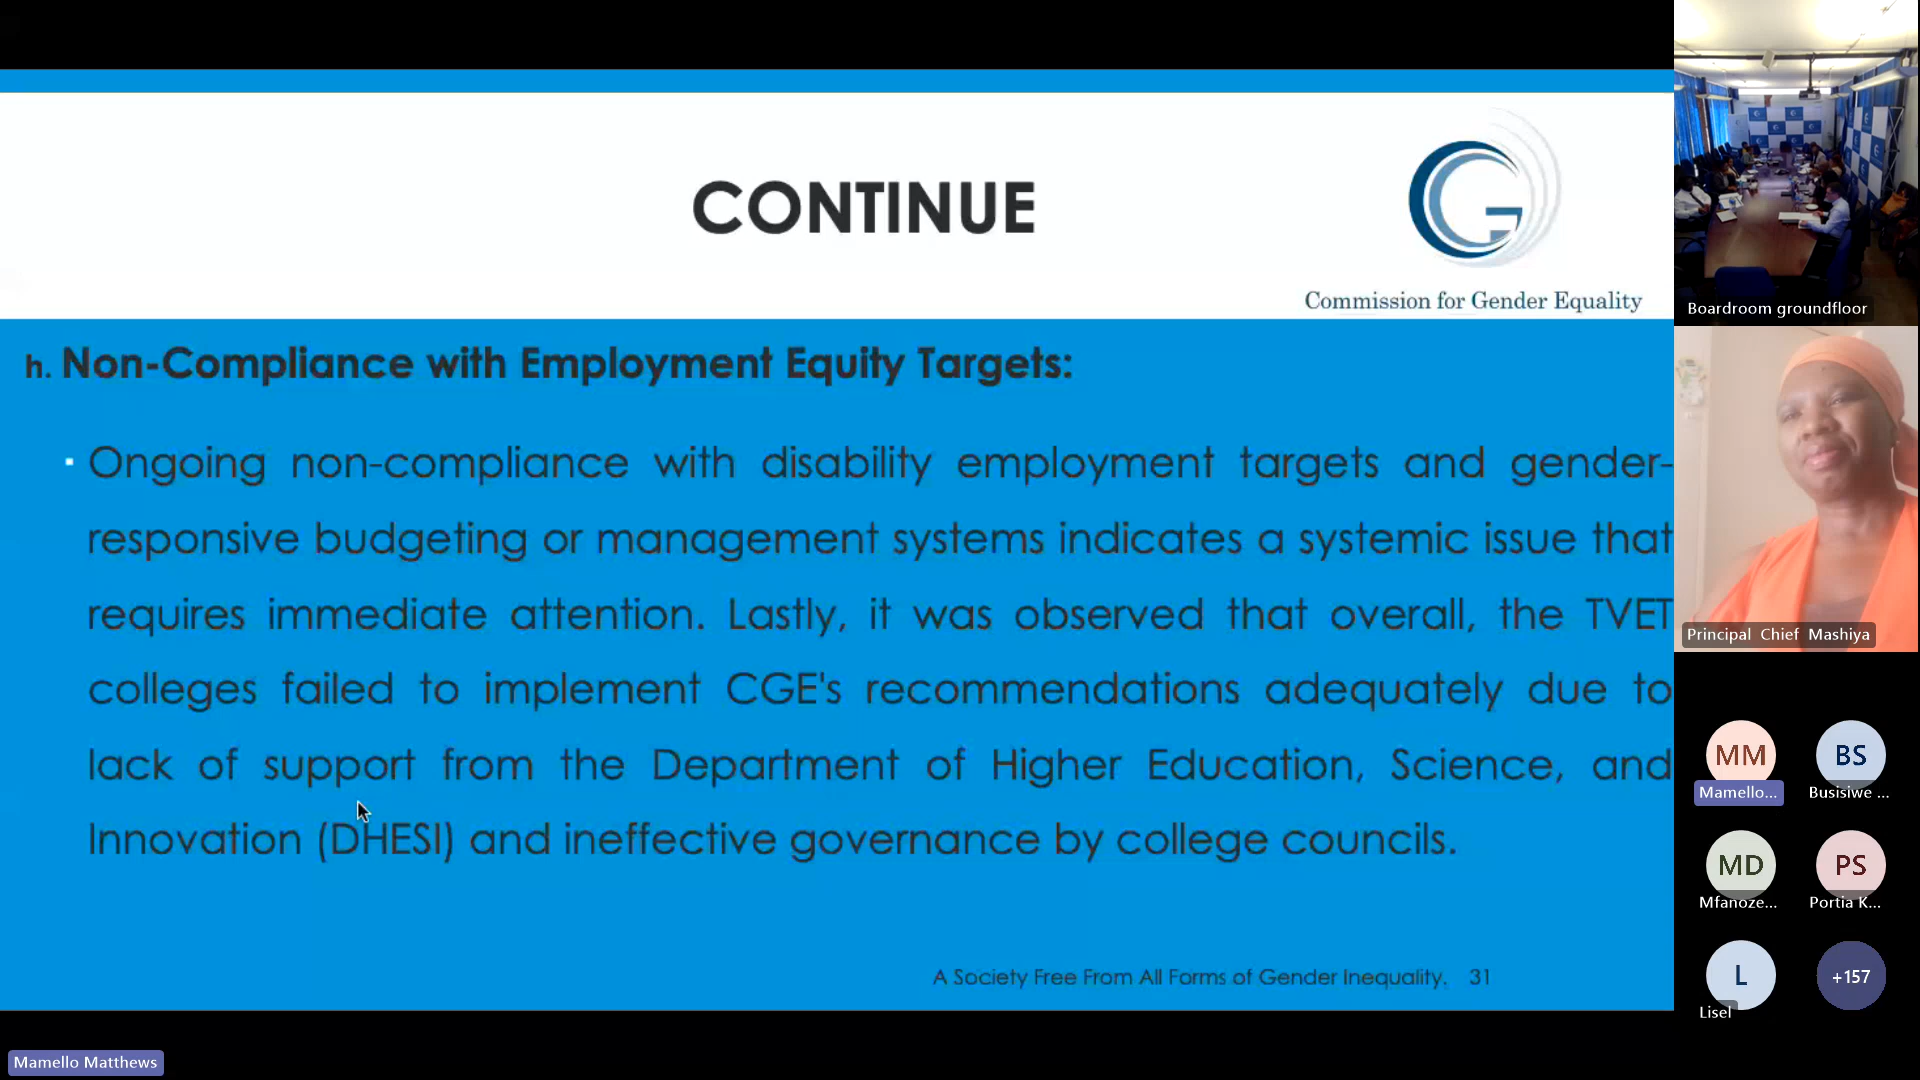 CONTINUE
Commission for Gender Equality
h. Non-Compliance with Employment Equity Targets:
▪ Ongoing non-compliance with disability employment targets and gender-
responsive budgeting or management systems indicates a systemic issue that
requires immediate attention. Lastly, it was observed that overall, the TVET
colleges failed to implement CGE's recommendations adequately due to
lack of support from the Department of Higher Education, Science, and
Innovation (DHESI) and ineffective governance by college councils.
A Society Free From All Forms of Gender Inequality. 31
Mamello Matthews
Boardroom groundfloor
Principal Chief Mashiya
MM
Mamello...
BS
Busisiwe ...
MD
Mfanoze...
PS
Portia K...
L
Lisel
+157